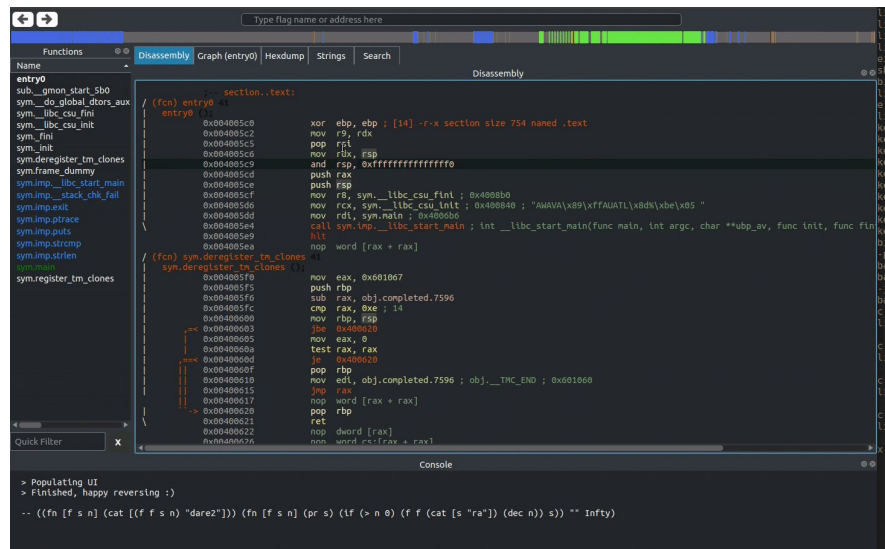 Type flag name or address here
Functions
Name
entry0
sub.__gmon_start_5b0
sym.__do_global_dtors_aux
sym.__libc_csu_fini
sym.__libc_csu_init
sym._fini
sym._init
sym.deregister_tm_clones
sym.frame_dummy
sym.imp.__libc_start_main
sym.imp.__stack_chk_fail
sym.imp.exit
sym.imp.ptrace
sym.imp.puts
sym.imp.strcmp
sym.imp.strlen
sym.main
sym.register_tm_clones
Quick Filter x
Disassembly Graph (entry0) Hexdump Strings Search
Disassembly
;-- section..text:
/ (fcn) entry0 41
| entry0 ();
| 0x004005c0 xor ebp, ebp ; [14] -r-x section size 754 named .text
| 0x004005c2 mov r9, rdx
| 0x004005c5 pop rsi
| 0x004005c6 mov rdx, rsp
| 0x004005c9 and rsp, 0xfffffffffffffff0
| 0x004005cd push rax
| 0x004005ce push rsp
| 0x004005cf mov r8, sym.__libc_csu_fini ; 0x4008b0
| 0x004005d6 mov rcx, sym.__libc_csu_init ; 0x400840 ; "AWAVA\x89\xffAUATL\x8d%\xbe\x05 "
| 0x004005dd mov rdi, sym.main ; 0x4006b6
\ 0x004005e4 call sym.imp.__libc_start_main ; int __libc_start_main(func main, int argc, char **ubp_av, func init, func fin
0x004005e9 hlt
0x004005ea nop word [rax + rax]
/ (fcn) sym.deregister_tm_clones 41
| sym.deregister_tm_clones ();
| 0x004005f0 mov eax, 0x601067
| 0x004005f5 push rbp
| 0x004005f6 sub rax, obj.completed.7596
| 0x004005fc cmp rax, 0xe ; 14
| 0x00400600 mov rbp, rsp
| ,=< 0x00400603 jbe 0x400620
| | 0x00400605 mov eax, 0
| | 0x0040060a test rax, rax
| ,==< 0x0040060d je 0x400620
| || 0x0040060f pop rbp
| || 0x00400610 mov edi, obj.completed.7596 ; obj.__TMC_END ; 0x601060
| || 0x00400615 jmp rax
|| 0x00400617 nop word [rax + rax]
| ``-> 0x00400620 pop rbp
\ 0x00400621 ret
0x00400622 nop dword [rax]
0x00400626 nop word cs:[rax + rax]
Console
> Populating UI
> Finished, happy reversing :)
-- ((fn [f s n] (cat [(f f s n) "dare2"])) (fn [f s n] (pr s) (if (> n 0) (f f (cat [s "ra"]) (dec n)) s)) "" Infty)